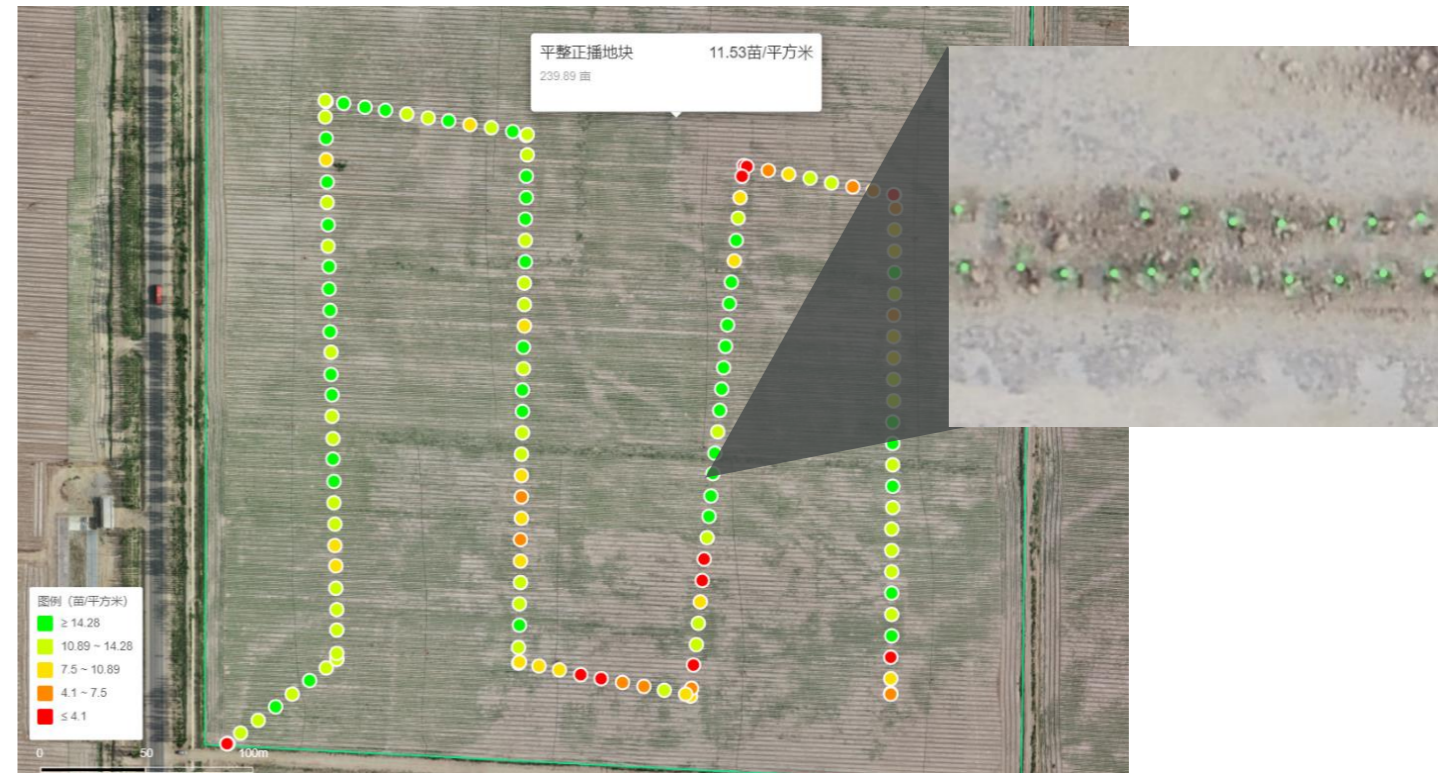 平整正播地块 11.53苗/平方米
239.89 亩
图例（苗/平方米）
≥ 14.28
10.89 ~ 14.28
7.5 ~ 10.89
4.1 ~ 7.5
≤ 4.1
0 50 100m